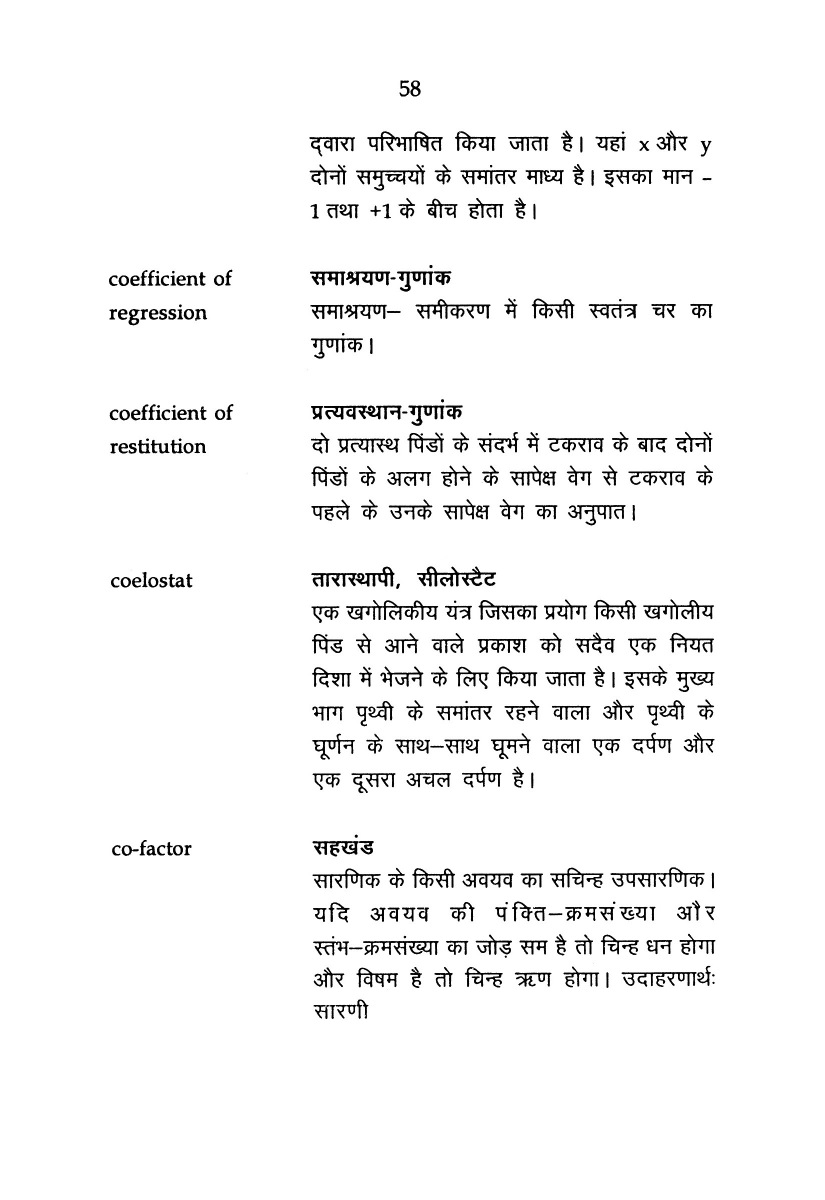 58
द्वारा परिभाषित किया जाता है। यहां x और y
दोनों समुच्चयों के समांतर माध्य है। इसका मान -
1 तथा +1 के बीच होता है।
coefficient of समाश्रयण-गुणांक
regression समाश्रयण– समीकरण में किसी स्वतंत्र चर का
गुणांक।
coefficient of प्रत्यवस्थान-गुणांक
restitution दो प्रत्यास्थ पिंडों के संदर्भ में टकराव के बाद दोनों
पिंडों के अलग होने के सापेक्ष वेग से टकराव के
पहले के उनके सापेक्ष वेग का अनुपात।
coelostat तारास्थापी, सीलोस्टैट
एक खगोलिकीय यंत्र जिसका प्रयोग किसी खगोलीय
पिंड से आने वाले प्रकाश को सदैव एक नियत
दिशा में भेजने के लिए किया जाता है। इसके मुख्य
भाग पृथ्वी के समांतर रहने वाला और पृथ्वी के
घूर्णन के साथ–साथ घूमने वाला एक दर्पण और
एक दूसरा अचल दर्पण है।
co-factor सहखंड
सारणिक के किसी अवयव का सचिन्ह उपसारणिक।
यदि अवयव की पंक्ति–क्रमसंख्या और
स्तंभ–क्रमसंख्या का जोड़ सम है तो चिन्ह धन होगा
और विषम है तो चिन्ह ऋण होगा। उदाहरणार्थः
सारणी